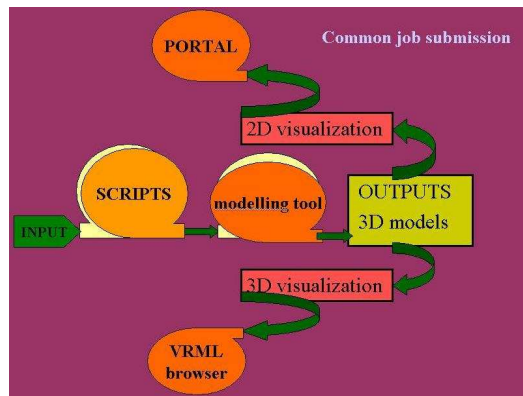 PORTAL
Common job submission
2D visualization
SCRIPTS
modelling tool
OUTPUTS
3D models
INPUT
3D visualization
VRML
browser